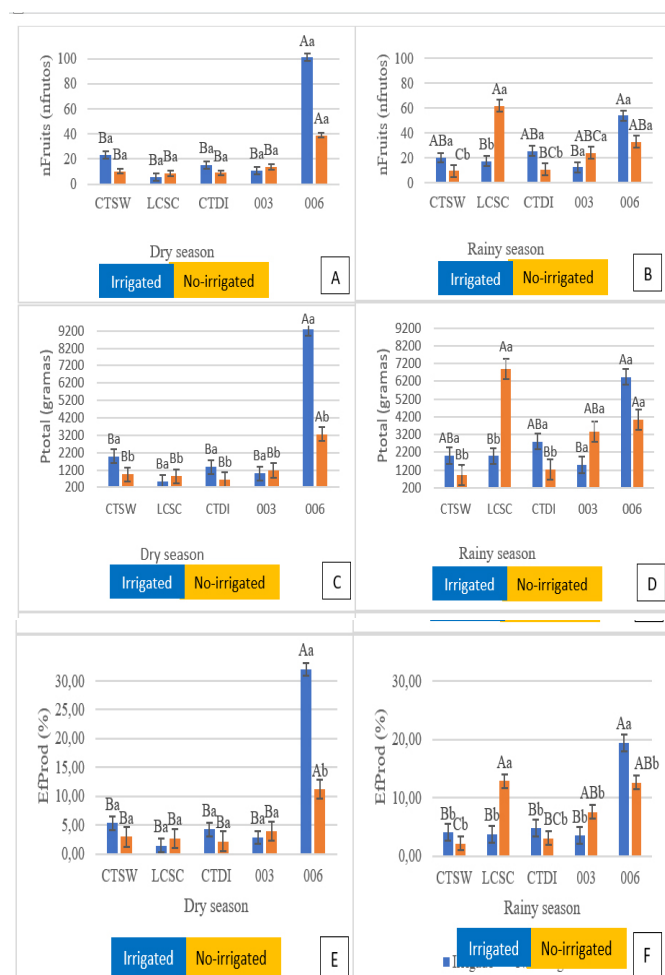 nFruits (nfrutos)
100
80
60
40
20
0
Ba Ba Ba Ba Ba Ba Ba Ba Aa Aa
CTSW LCSC CTDI 003 006
Dry season
Irrigated No-irrigated
A
nFruits (nfrutos)
100
80
60
40
20
0
ABa Cb Bb Aa ABa BCb Ba ABCa Aa ABa
CTSW LCSC CTDI 003 006
Rainy season
Irrigated No-irrigated
B
Ptotal (gramas)
9200
8200
7200
6200
5200
4200
3200
2200
1200
200
Ba Bb Ba Bb Ba Bb Ba Bb Aa Ab
CTSW LCSC CTDI 003 006
Dry season
Irrigated No-irrigated
C
Ptotal (gramas)
9200
8200
7200
6200
5200
4200
3200
2200
1200
200
ABa Bb Bb Aa ABa Bb Ba ABa Aa Aa
CTSW LCSC CTDI 003 006
Rainy season
Irrigated No-irrigated
D
EfProd (%)
30,00
25,00
20,00
15,00
10,00
5,00
0,00
Ba Ba Ba Ba Ba Ba Ba Ba Aa Ab
CTSW LCSC CTDI 003 006
Dry season
Irrigated No-irrigated
E
EfProd (%)
30,00
20,00
10,00
0,00
Bb Cb Bb Aa Bb BCb Bb ABb Aa ABb
CTSW LCSC CTDI 003 006
Rainy season
Irrigated No-irrigated
F